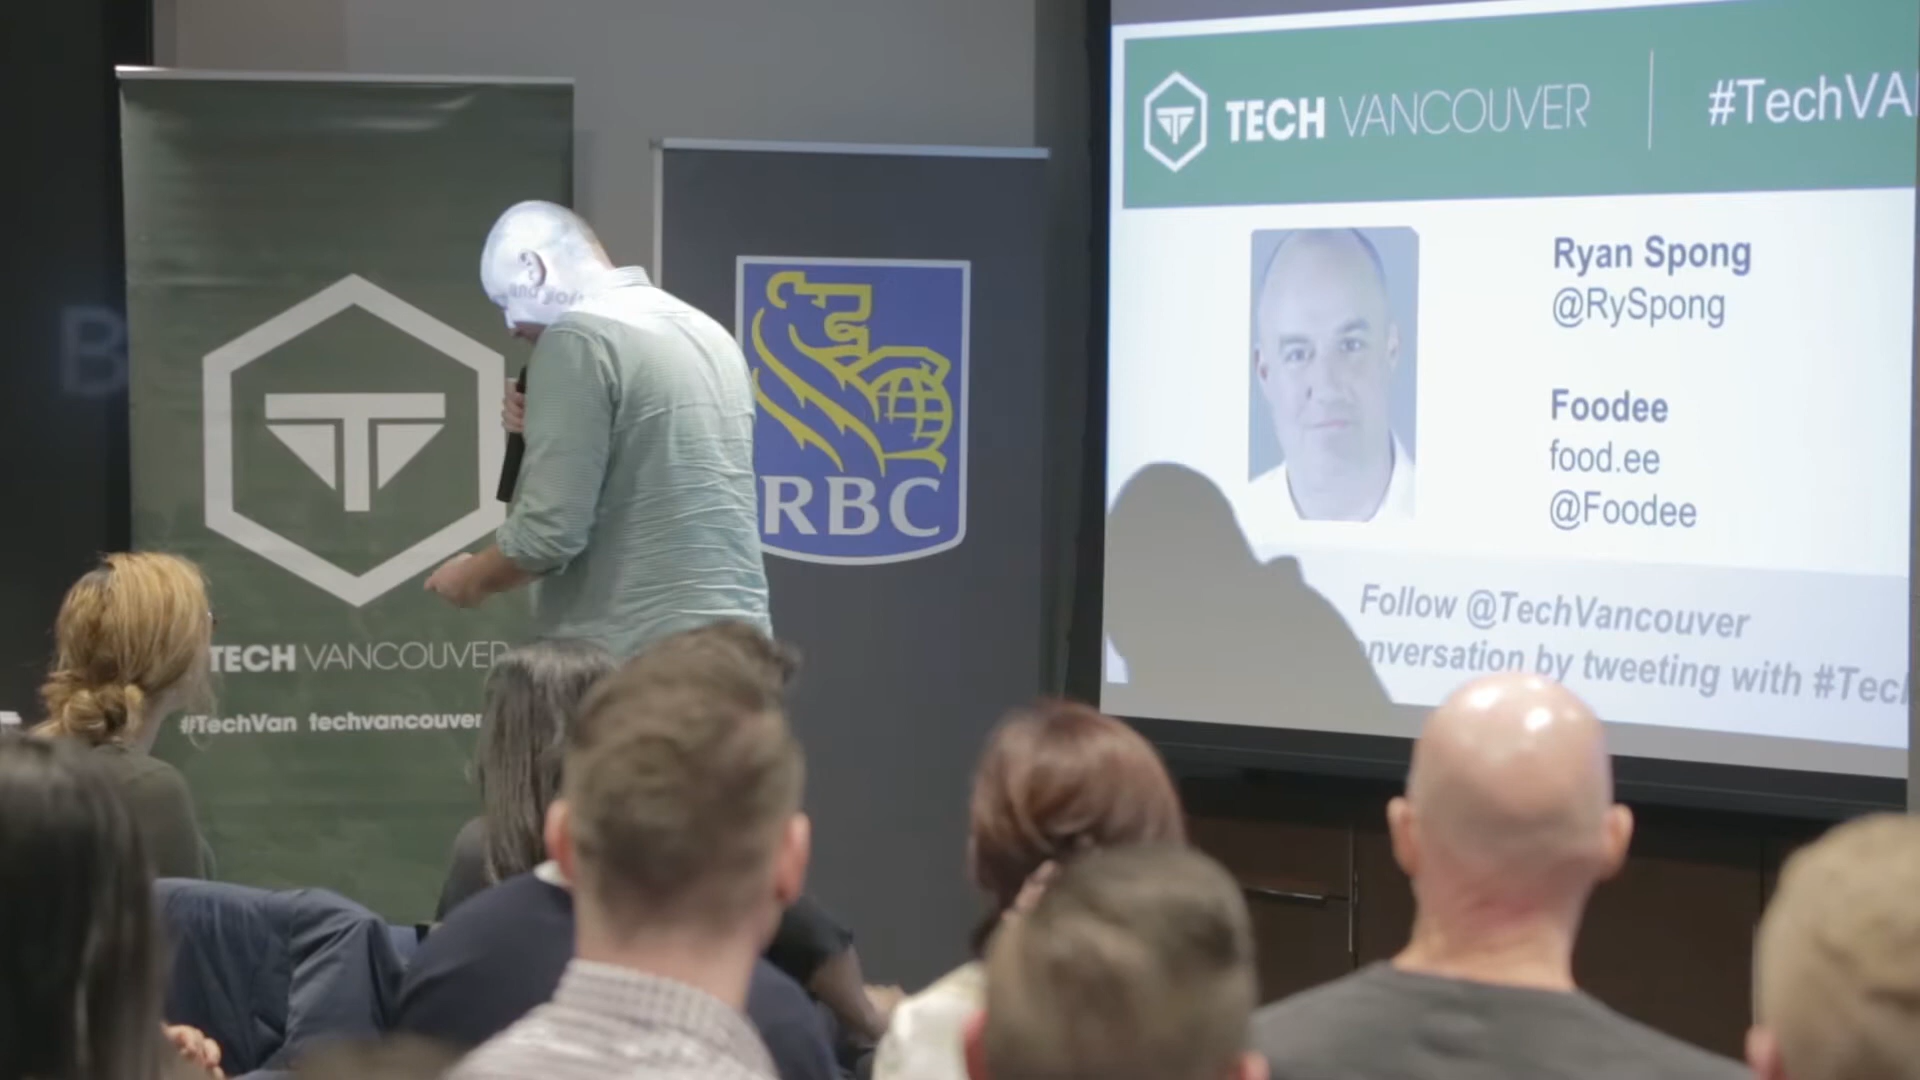 TECH VANCOUVER
#TechVan techvancouver
RBC
TECH VANCOUVER
#TechVA
Ryan Spong
@RySpong
Foodee
food.ee
@Foodee
Follow @TechVancouver
nversation by tweeting with #Tec